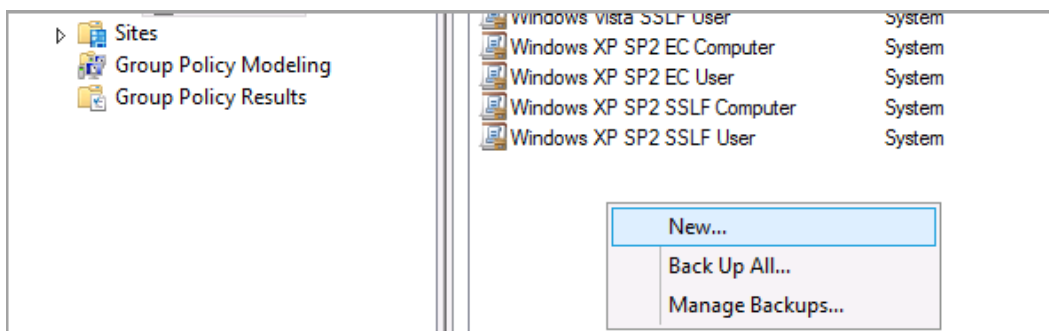 Sites
Group Policy Modeling
Group Policy Results
Windows Vista SSLF User System
Windows XP SP2 EC Computer System
Windows XP SP2 EC User System
Windows XP SP2 SSLF Computer System
Windows XP SP2 SSLF User System
New...
Back Up All...
Manage Backups...